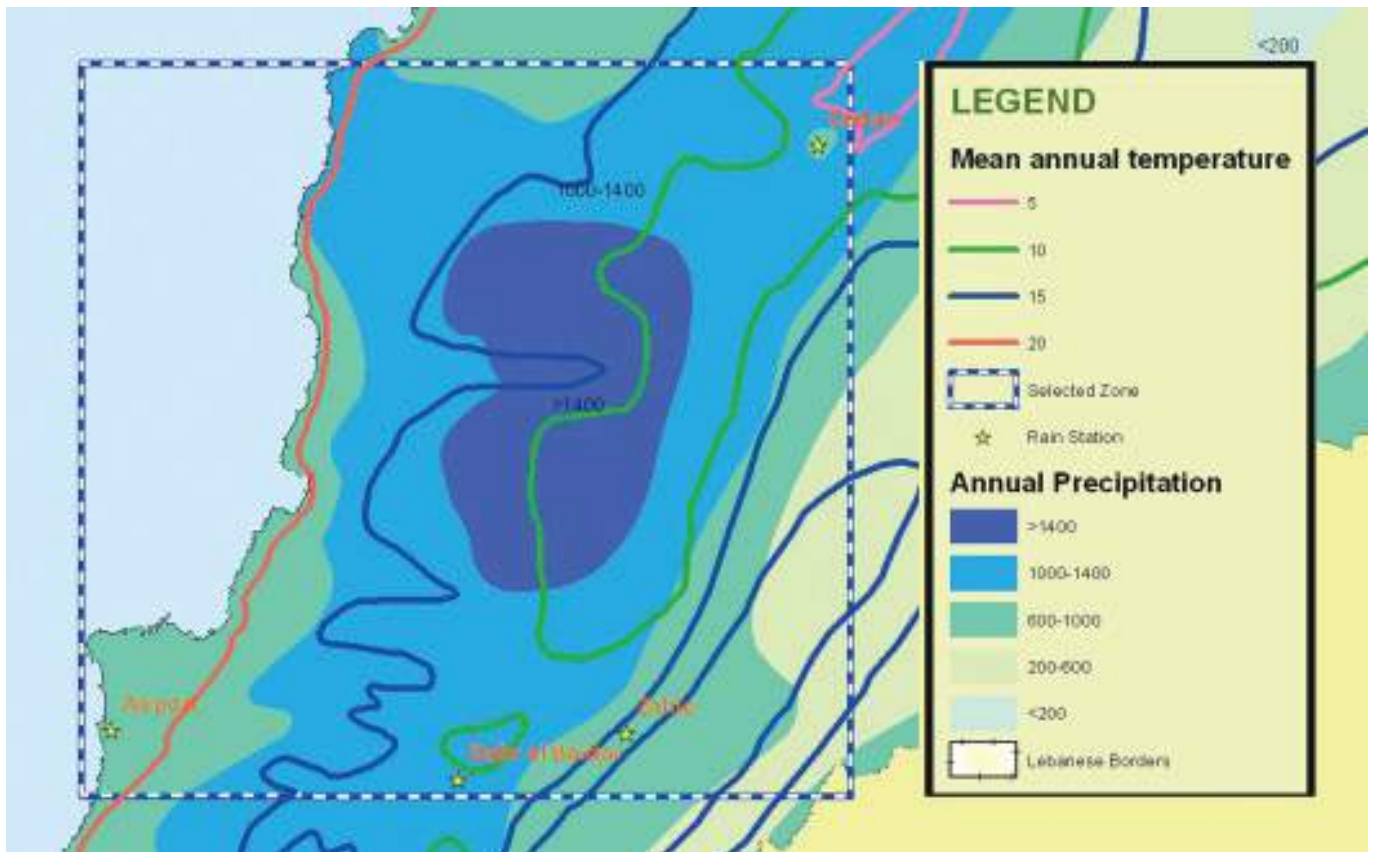 <200
LEGEND
Mean annual temperature
5
10
15
20
Selected Zone
Rain Station
Annual Precipitation
>1400
1000-1400
600-1000
200-600
<200
Lebanese Borders
1000-1400
>1400
Airport